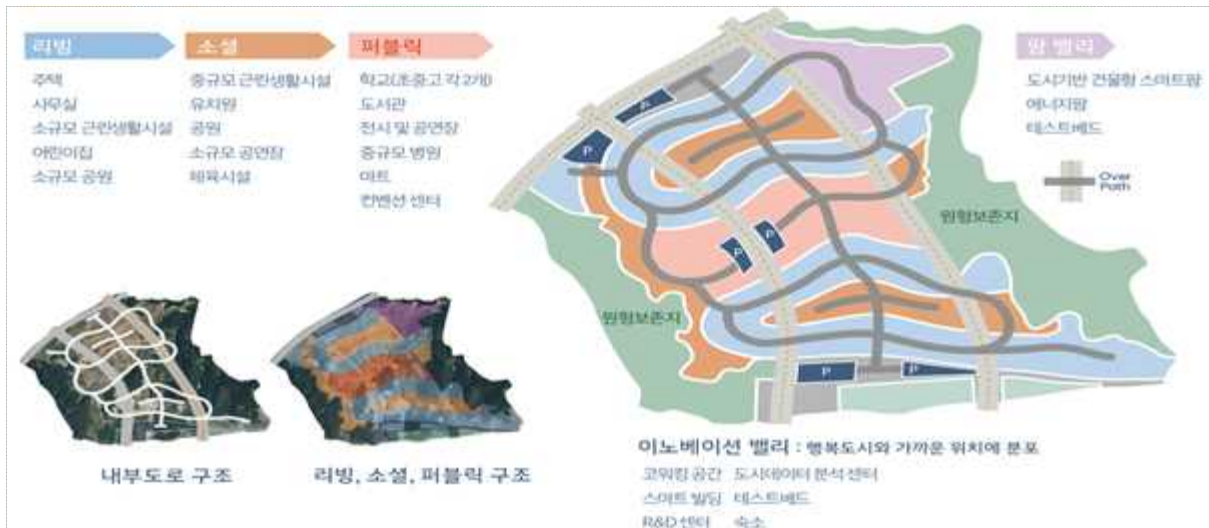 리빙
주택
사무실
소규모 근린생활시설
어린이집
소규모 공원
소셜
중규모 근린생활시설
유치원
공원
소규모 공연장
체육시설
퍼블릭
학교(초중고 각 2개)
도서관
전시 및 공연장
중규모 병원
마트
컨벤션 센터
팜 밸리
도시기반 건물형 스마트팜
에너지팜
테스트베드
Over
Path
원형보존지
원형보존지
P
P
P
P
P
내부도로 구조
리빙, 소셜, 퍼블릭 구조
이노베이션 밸리 : 행복도시와 가까운 위치에 분포
코워킹 공간 도시데이터 분석 센터
스마트 빌딩 테스트베드
R&D 센터 숙소